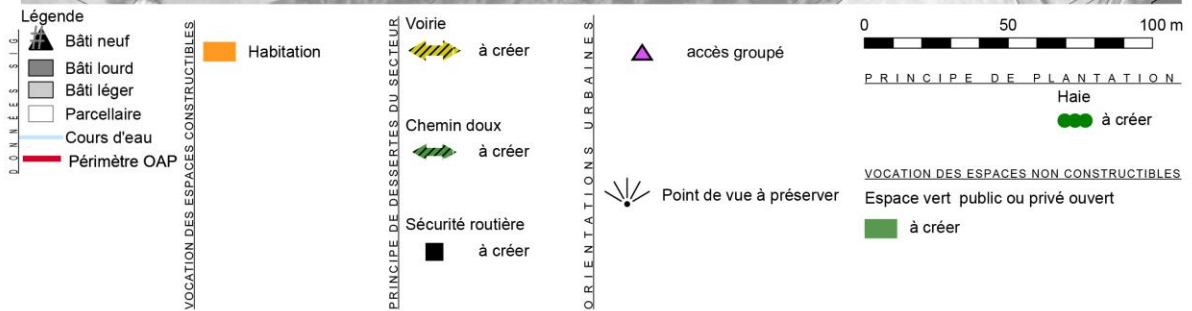 Légende
DONNEES SIG
Bâti neuf
Bâti lourd
Bâti léger
Parcellaire
Cours d'eau
Périmètre OAP
VOCATION DES ESPACES CONSTRUCTIBLES
Habitation
PRINCIPE DE DESSERTES DU SECTEUR
Voirie
à créer
Chemin doux
à créer
Sécurité routière
à créer
ORIENTATIONS URBAINES
accès groupé
Point de vue à préserver
0 50 100 m
PRINCIPE DE PLANTATION
Haie
à créer
VOCATION DES ESPACES NON CONSTRUCTIBLES
Espace vert public ou privé ouvert
à créer